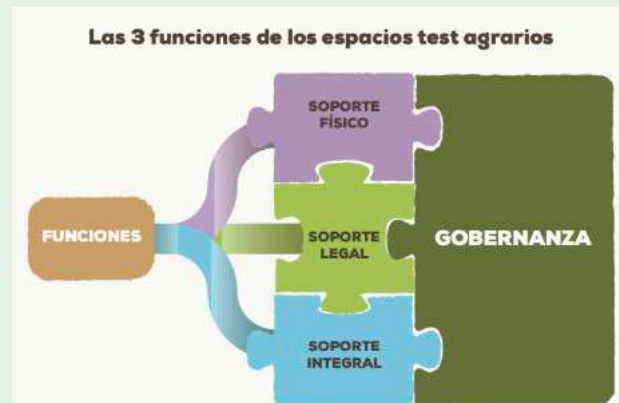 Las 3 funciones de los espacios test agrarios
SOPORTE
FÍSICO
FUNCIONES
SOPORTE
LEGAL
GOBERNANZA
SOPORTE
INTEGRAL